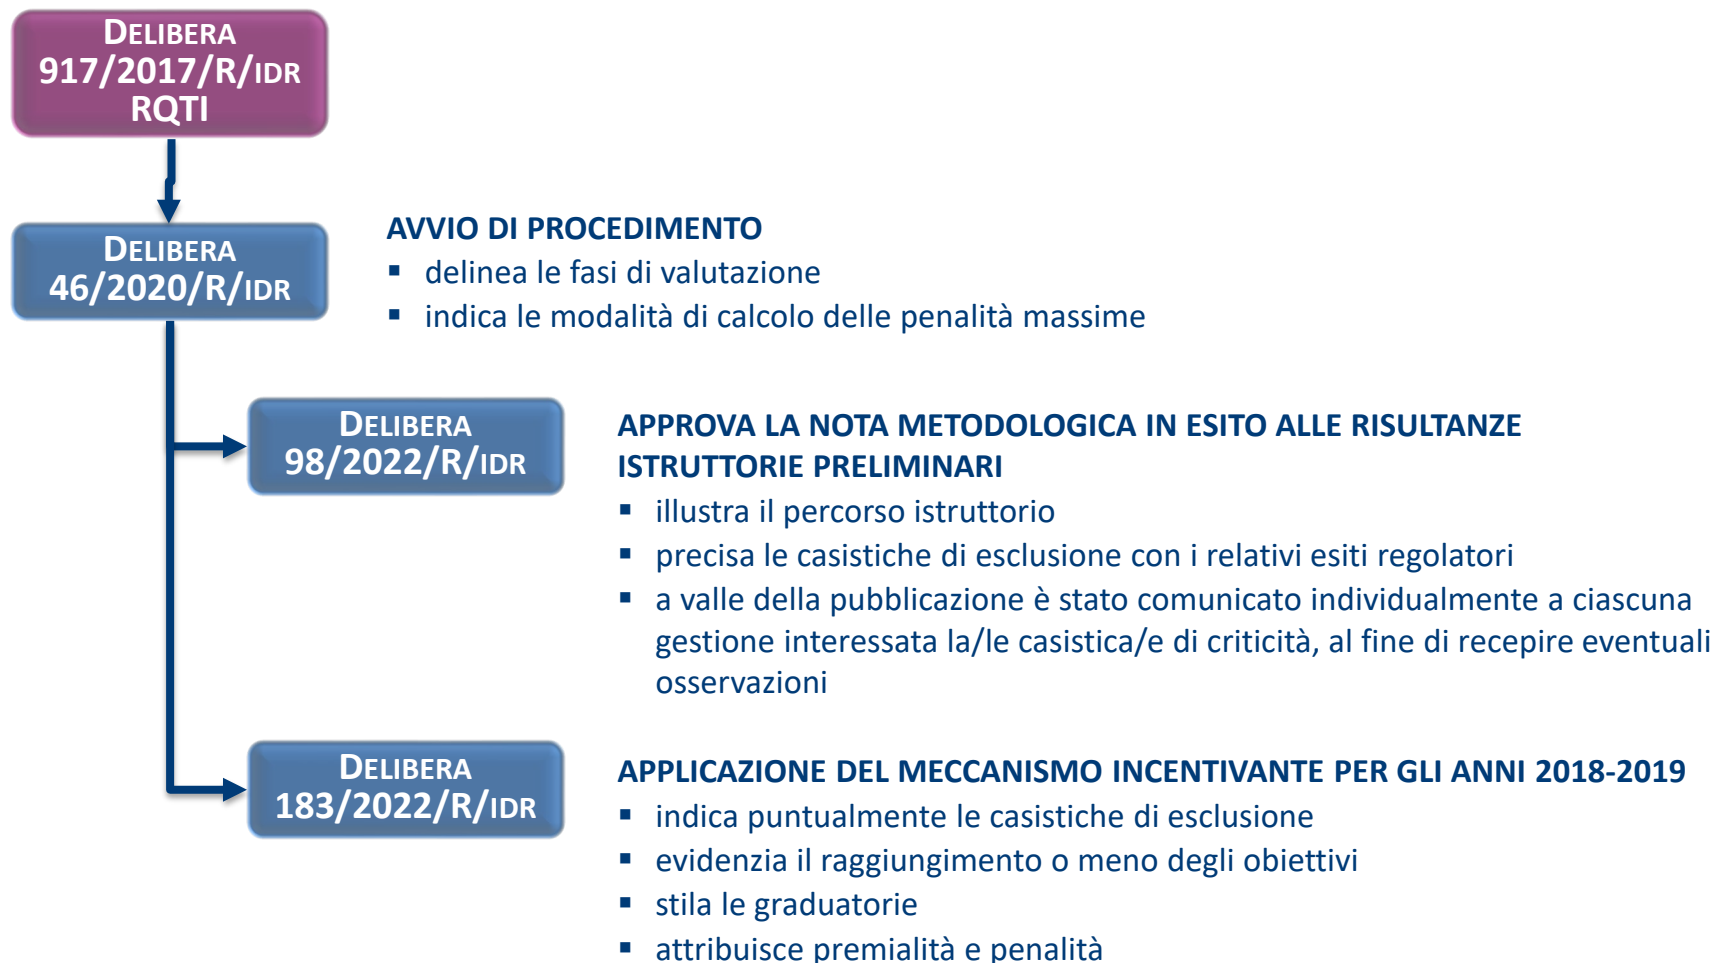 DELIBERA
917/2017/R/IDR
RQTI
DELIBERA
46/2020/R/IDR
AVVIO DI PROCEDIMENTO
▪ delinea le fasi di valutazione
▪ indica le modalità di calcolo delle penalità massime
DELIBERA
98/2022/R/IDR
APPROVA LA NOTA METODOLOGICA IN ESITO ALLE RISULTANZE
ISTRUTTORIE PRELIMINARI
▪ illustra il percorso istruttorio
▪ precisa le casistiche di esclusione con i relativi esiti regolatori
▪ a valle della pubblicazione è stato comunicato individualmente a ciascuna
gestione interessata la/le casistica/e di criticità, al fine di recepire eventuali
osservazioni
DELIBERA
183/2022/R/IDR
APPLICAZIONE DEL MECCANISMO INCENTIVANTE PER GLI ANNI 2018-2019
▪ indica puntualmente le casistiche di esclusione
▪ evidenzia il raggiungimento o meno degli obiettivi
▪ stila le graduatorie
▪ attribuisce premialità e penalità